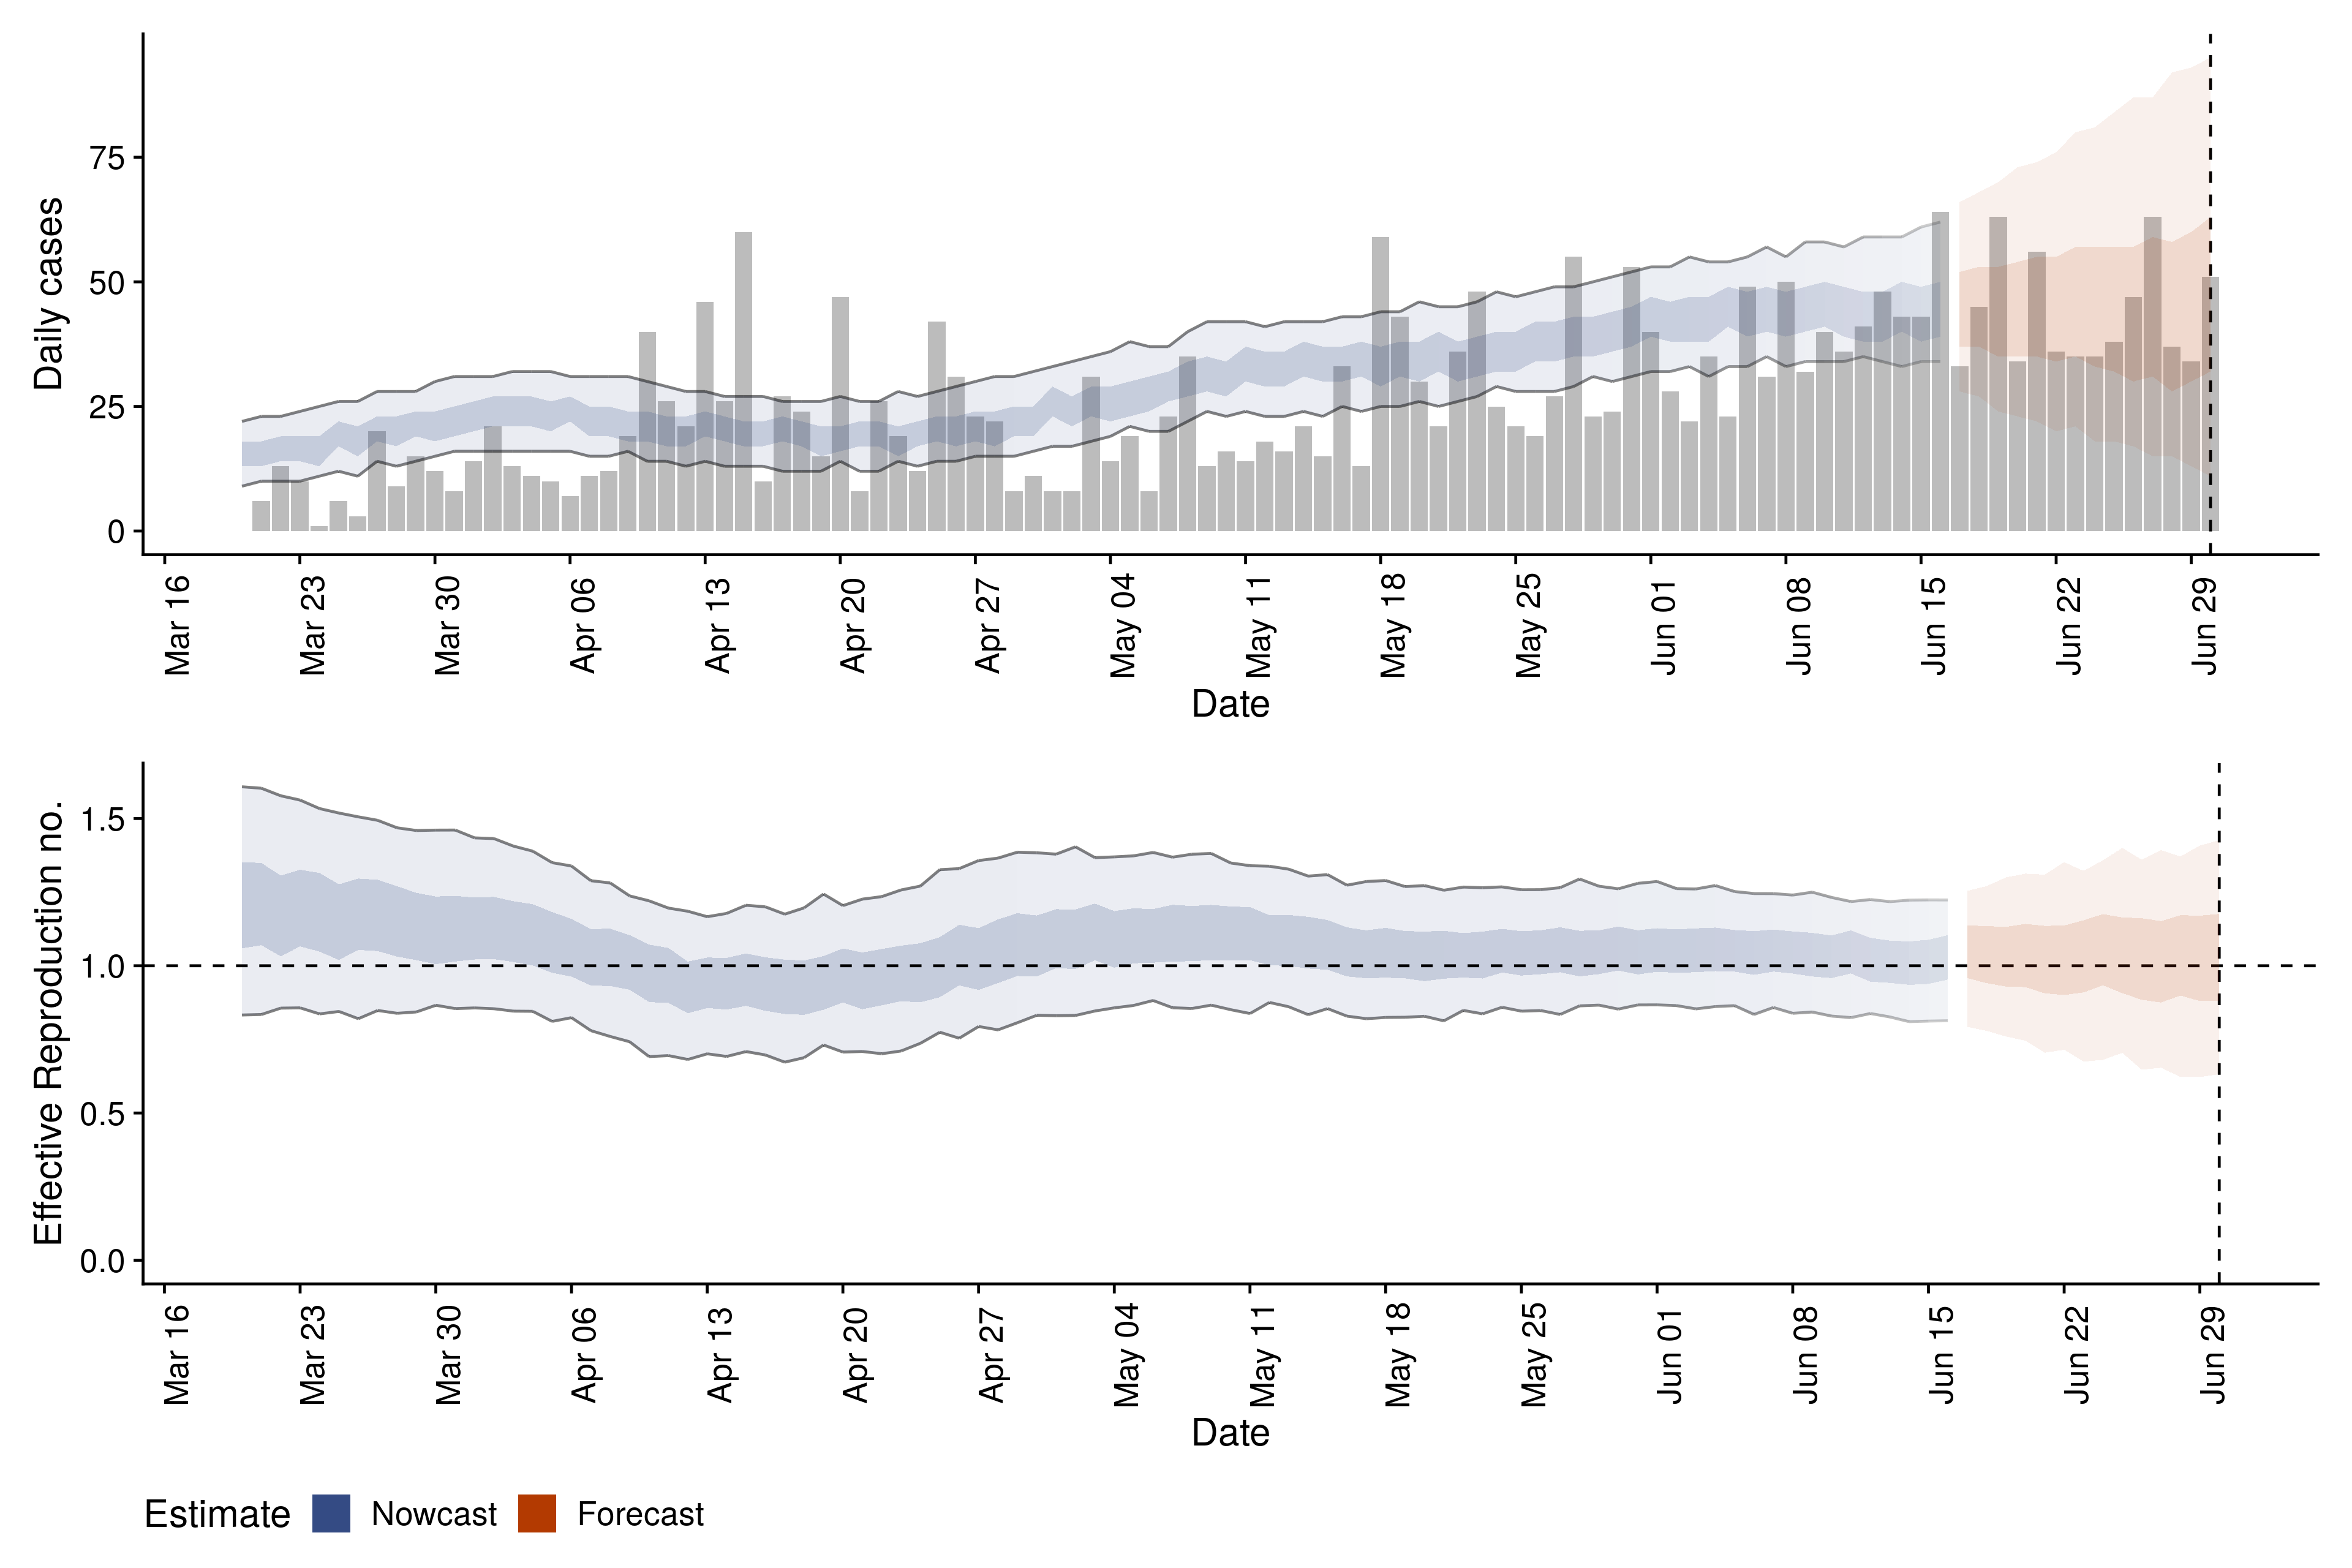 Daily cases
75
50
25
0
Mar 16
Mar 23
Mar 30
Apr 06
Apr 13
Apr 20
Apr 27
May 04
May 11
May 18
May 25
Jun 01
Jun 08
Jun 15
Jun 22
Jun 29
Date
Effective Reproduction no.
1.5
1.0
0.5
0.0
Mar 16
Mar 23
Mar 30
Apr 06
Apr 13
Apr 20
Apr 27
May 04
May 11
May 18
May 25
Jun 01
Jun 08
Jun 15
Jun 22
Jun 29
Date
Estimate Nowcast Forecast